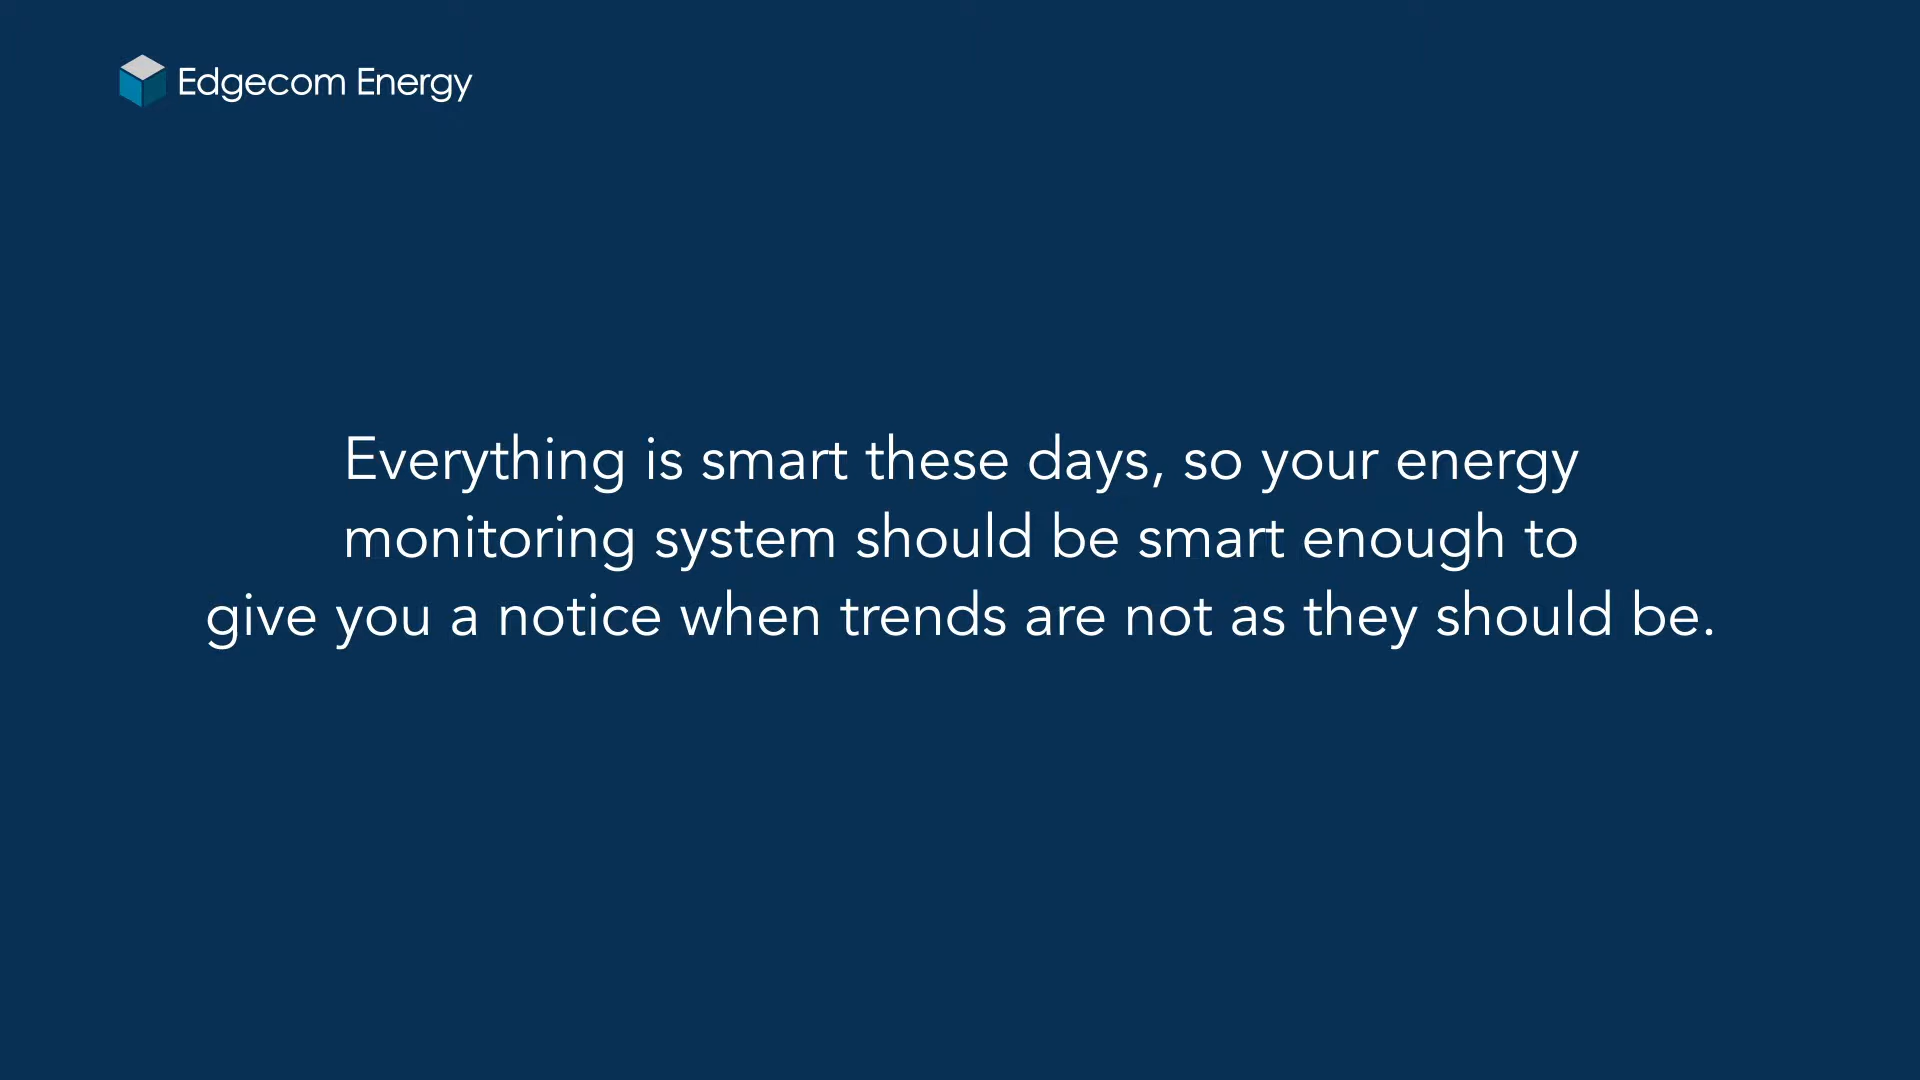 Edgecom Energy
Everything is smart these days, so your energy
monitoring system should be smart enough to
give you a notice when trends are not as they should be.